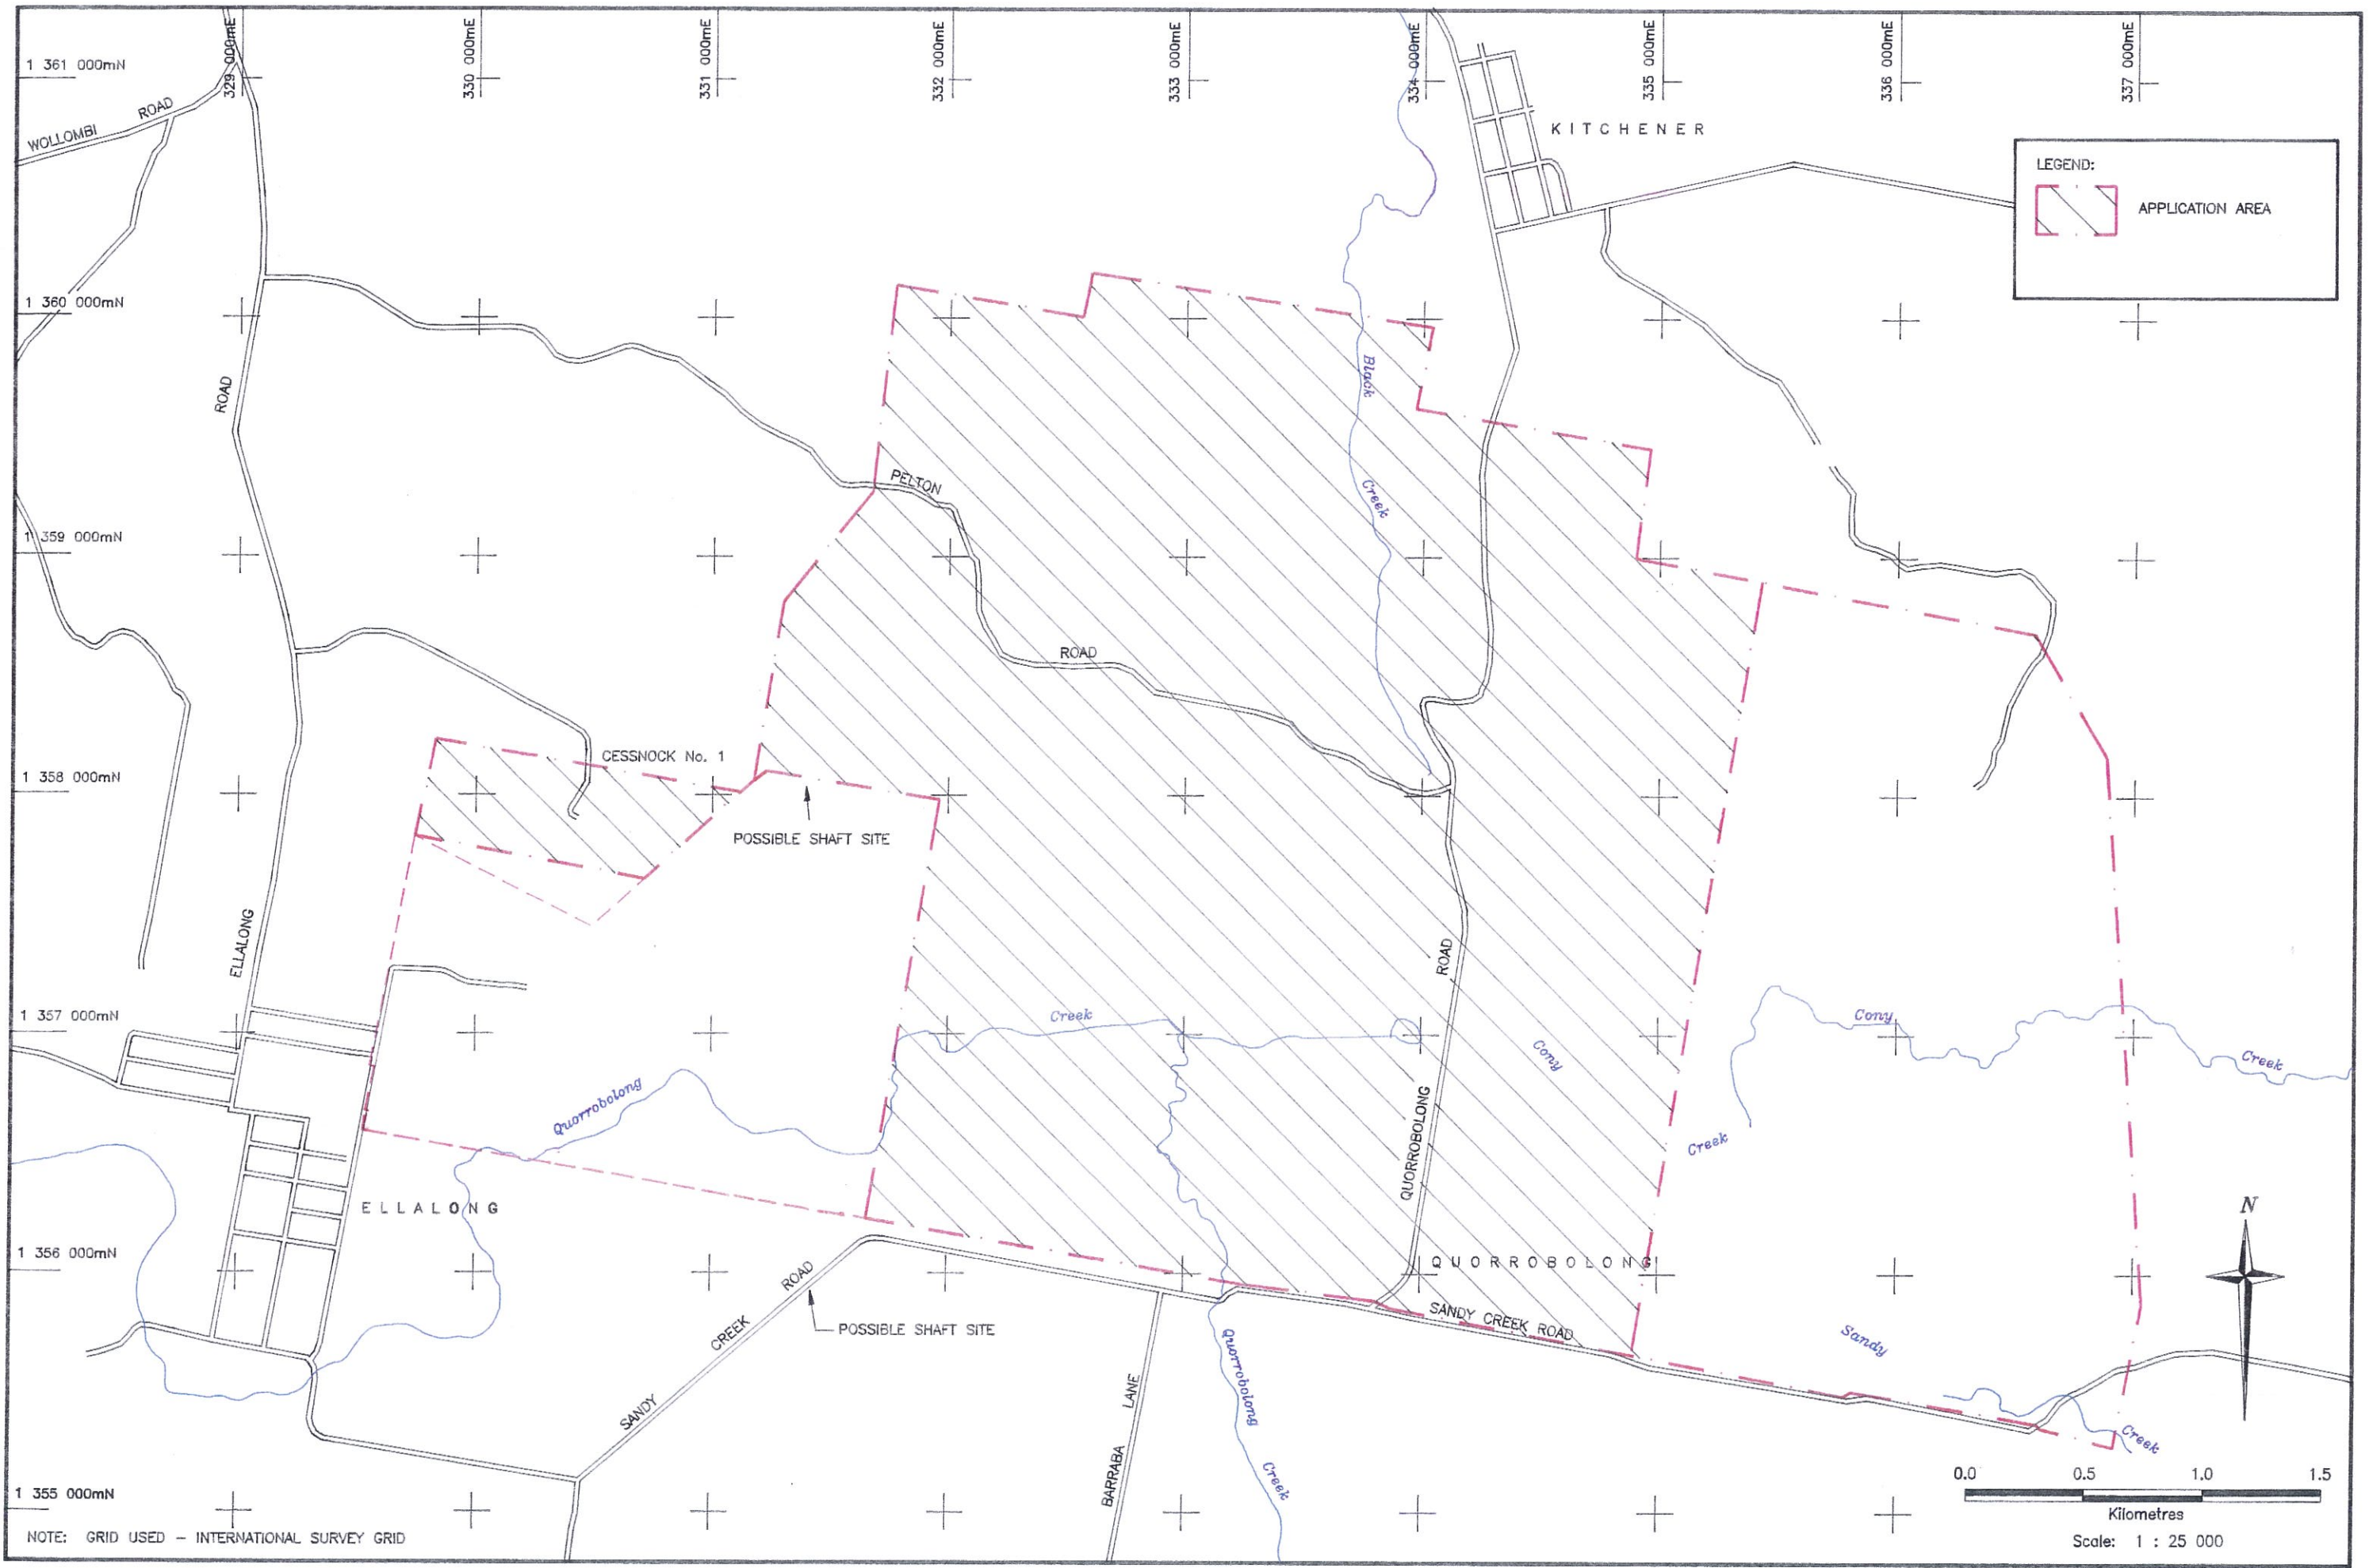 329 000mE
330 000mE
331 000mE
332 000mE
333 000mE
334 000mE
335 000mE
336 000mE
337 000mE
1 361 000mN
WOLLOMBI ROAD
KITCHENER
LEGEND:
APPLICATION AREA
1 360 000mN
ROAD
Black
Creek
PELTON
1 359 000mN
ROAD
CESSNOCK No. 1
1 358 000mN
POSSIBLE SHAFT SITE
ELLALONG
ROAD
1 357 000mN
Creek
Cony
Cony
Creek
Quorrobolong
QUORROBOLONG
Creek
ELLALONG
N
1 356 000mN
QUORROBOLONG
ROAD
CREEK
SANDY
POSSIBLE SHAFT SITE
SANDY CREEK ROAD
Sandy
Creek
Quorrobolong
Creek
LANE
BARRABA
1 355 000mN
0.0 0.5 1.0 1.5
Kilometres
Scale: 1 : 25 000
NOTE: GRID USED – INTERNATIONAL SURVEY GRID